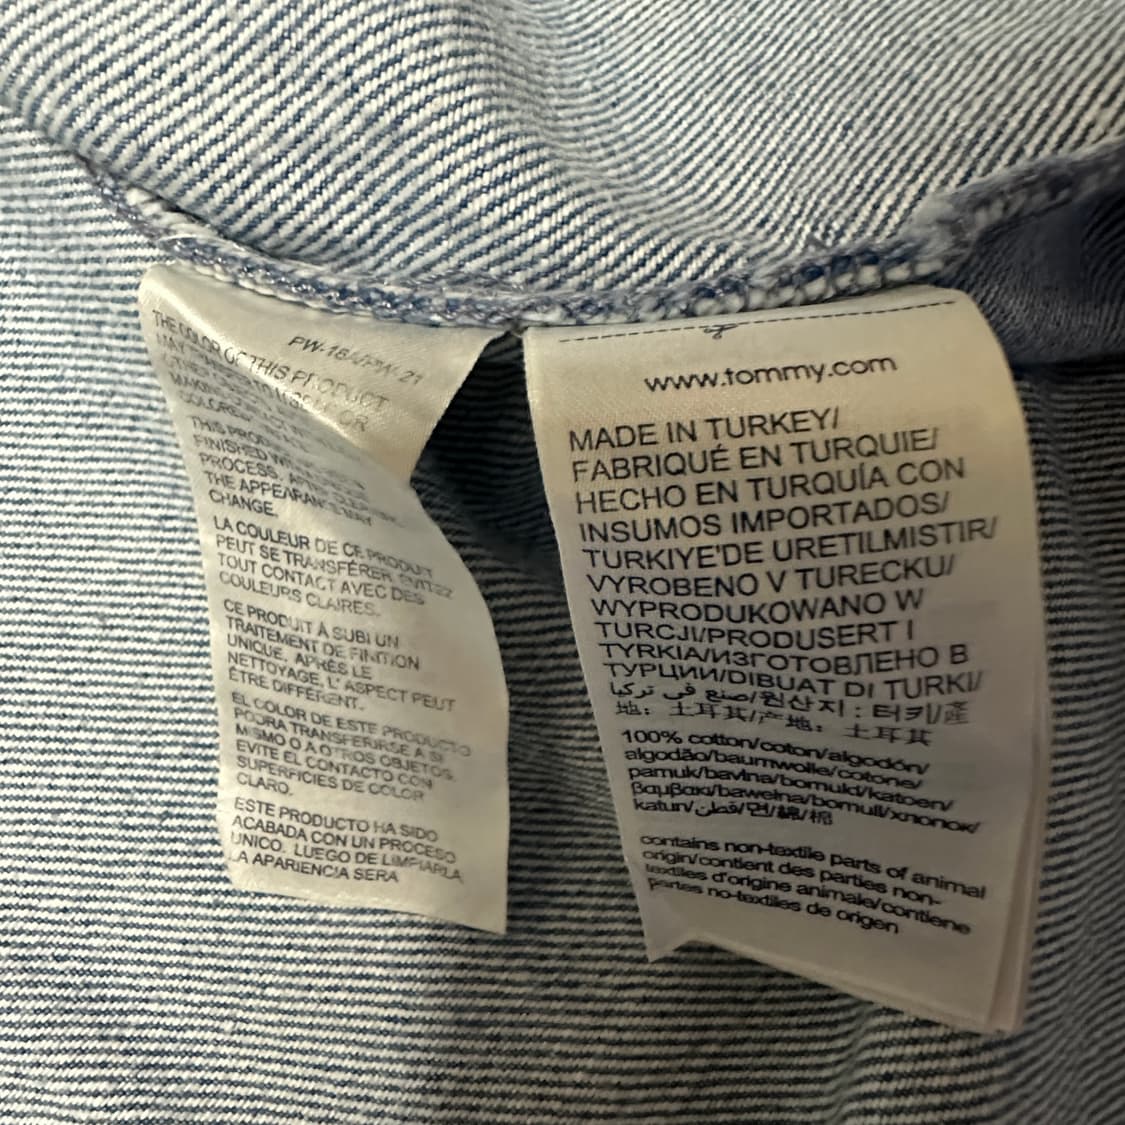 PW-18A/PW-21
THE COLOR OF THIS PRODUCT
MAY
COLOR
THIS PRODUCT
FINISHED
PROCESS. AFTER
THE APPEARANCE MAY
CHANGE.
LA COULEUR DE CE PRODUIT
PEUT SE TRANSFÉRER. ÉVITEZ
TOUT CONTACT AVEC DES
COULEURS CLAIRES.
CE PRODUIT À SUBI UN
TRAITEMENT DE FINITION
UNIQUE. APRÈS LE
NETTOYAGE, L' ASPECT PEUT
ÊTRE DIFFÉRENT.
EL COLOR DE ESTE PRODUCTO
PODRA TRANSFERIRSE A SI
MISMO O A OTROS OBJETOS.
EVITE EL CONTACTO CON
SUPERFICIES DE COLOR
CLARO.
ESTE PRODUCTO HA SIDO
ACABADA CON UN PROCESO
UNICO. LUEGO DE LIMPIARLA,
LA APARIENCIA SERA
www.tommy.com
MADE IN TURKEY/
FABRIQUÉ EN TURQUIE/
HECHO EN TURQUÍA CON
INSUMOS IMPORTADOS/
TURKIYE'DE URETILMISTIR/
VYROBENO V TURECKU/
WYPRODUKOWANO W
TURCJI/PRODUSERT I
TYRKIA/ИЗГОТОВЛЕНО В
ТУРЦИИ/DIBUAT DI TURKI/
صنع في تركيا/원산지 : 터키/產
地：土耳其/产地：土耳其
100% cotton/coton/algodón/
algodão/baumwolle/cotone/
pamuk/bavlna/bomuld/katoen/
βαμβακι/bawełna/bomull/хлопок/
katun/قطن/면/綿/棉
contains non-textile parts of animal
origin/contient des parties non-
textiles d'origine animale/contiene
partes no-textiles de origen